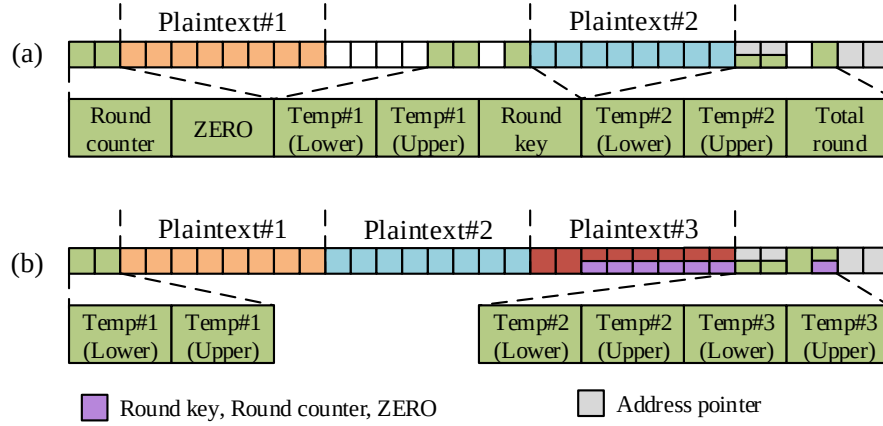 Plaintext#1 Plaintext#2
(a)
Round counter ZERO Temp#1 (Lower) Temp#1 (Upper) Round key Temp#2 (Lower) Temp#2 (Upper) Total round
Plaintext#1 Plaintext#2 Plaintext#3
(b)
Temp#1 (Lower) Temp#1 (Upper) Temp#2 (Lower) Temp#2 (Upper) Temp#3 (Lower) Temp#3 (Upper)
Round key, Round counter, ZERO Address pointer